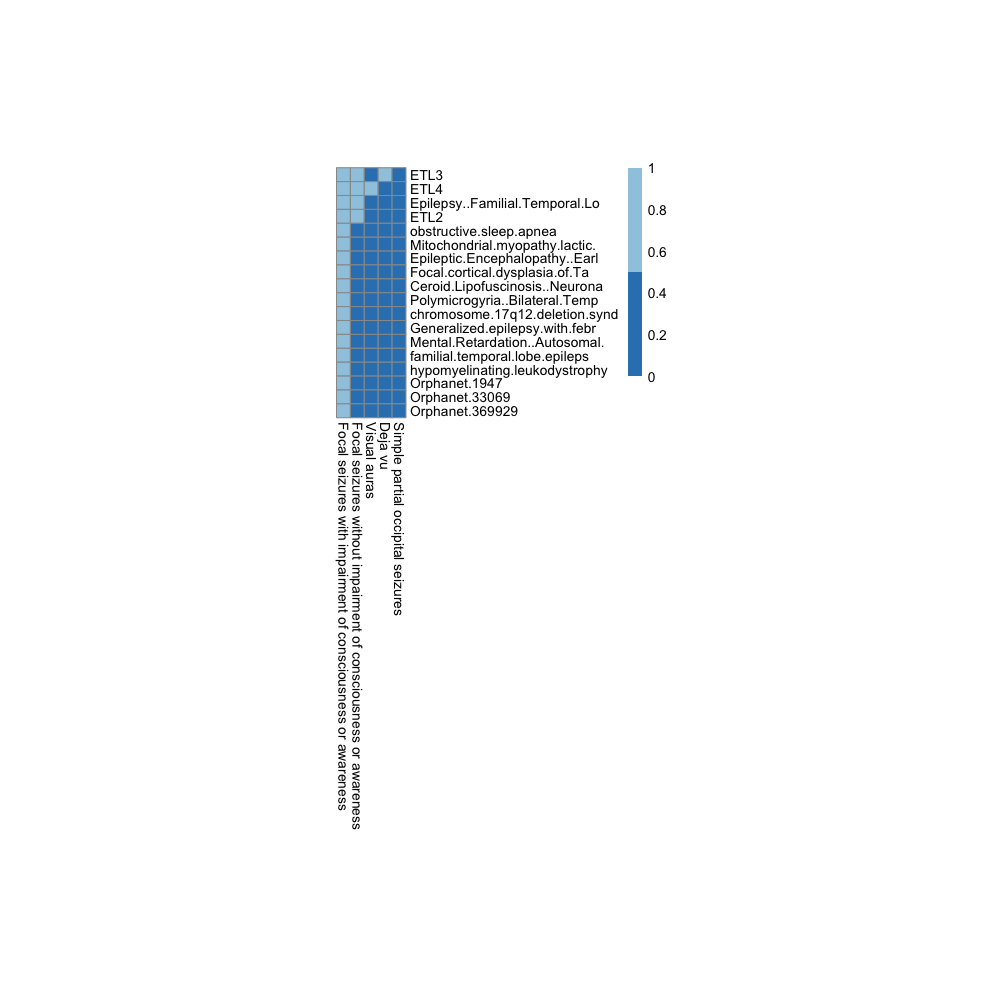 ETL3
ETL4
Epilepsy..Familial.Temporal.Lo
ETL2
obstructive.sleep.apnea
Mitochondrial.myopathy.lactic.
Epileptic.Encephalopathy..Earl
Focal.cortical.dysplasia.of.Ta
Ceroid.Lipofuscinosis..Neurona
Polymicrogyria..Bilateral.Temp
chromosome.17q12.deletion.synd
Generalized.epilepsy.with.febr
Mental.Retardation..Autosomal.
familial.temporal.lobe.epileps
hypomyelinating.leukodystrophy
Orphanet.1947
Orphanet.33069
Orphanet.369929
1
0.8
0.6
0.4
0.2
0
Focal seizures with impairment of consciousness or awareness
Focal seizures without impairment of consciousness or awareness
Visual auras
Deja vu
Simple partial occipital seizures